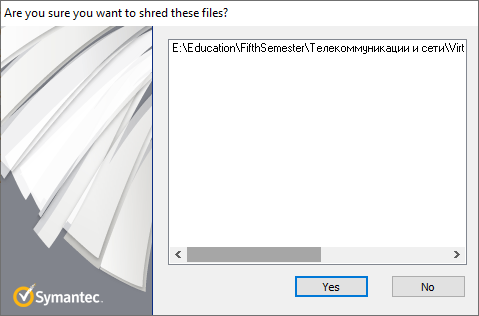 Are you sure you want to shred these files?
E:\Education\FifthSemester\Телекоммуникации и сети\Virt
Symantec.
Yes
No